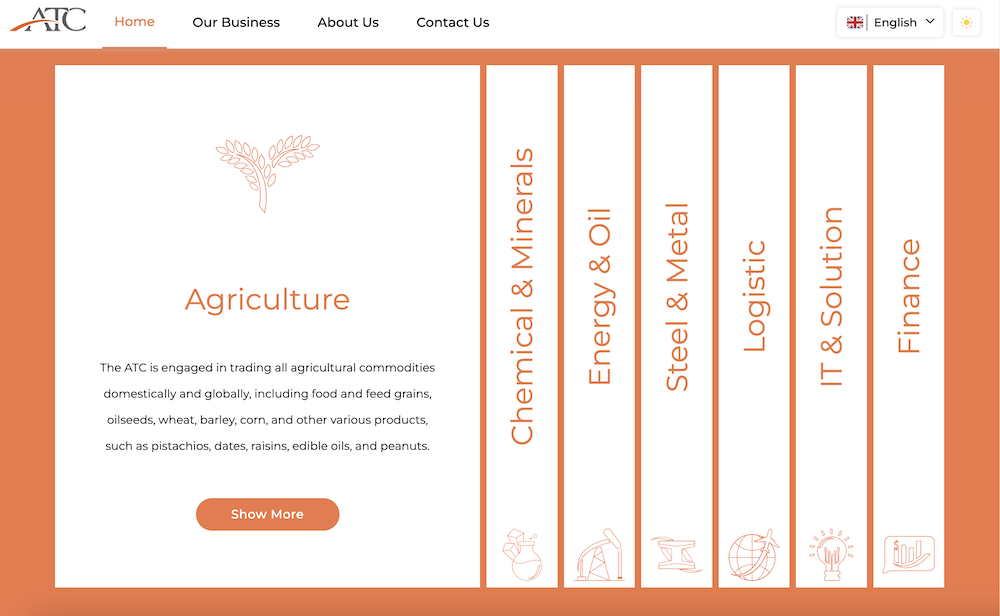 ATC
Home
Our Business
About Us
Contact Us
English
Agriculture
The ATC is engaged in trading all agricultural commodities
domestically and globally, including food and feed grains,
oilseeds, wheat, barley, corn, and other various products,
such as pistachios, dates, raisins, edible oils, and peanuts.
Show More
Chemical & Minerals
Energy & Oil
Steel & Metal
Logistic
IT & Solution
Finance